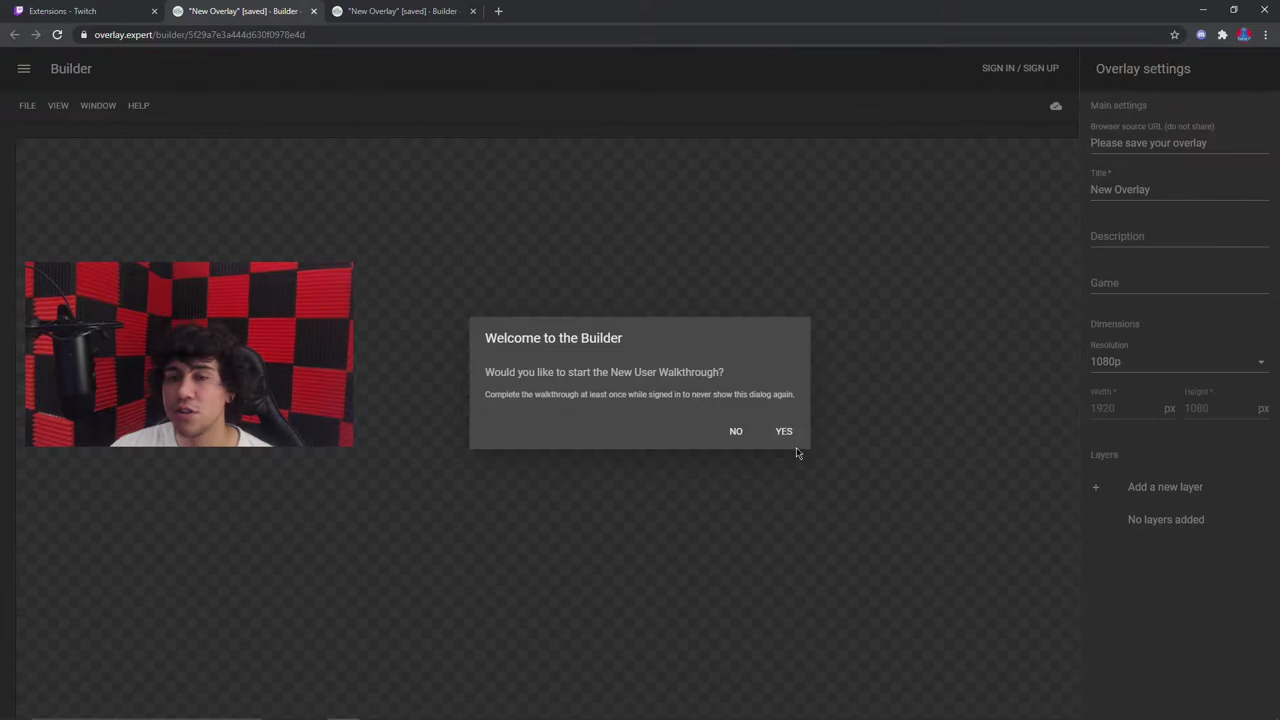 Extensions - Twitch
"New Overlay" [saved] - Builder
"New Overlay" [saved] - Builder
overlay.expert/builder/5f29a7e3a444d630f0978e4d
Builder
SIGN IN / SIGN UP
Overlay settings
FILE VIEW WINDOW HELP
Main settings
Browser source URL (do not share)
Please save your overlay
Title *
New Overlay
Description
Game
Dimensions
Resolution
1080p
Width * Height *
1920 px 1080 px
Layers
+ Add a new layer
No layers added
Welcome to the Builder
Would you like to start the New User Walkthrough?
Complete the walkthrough at least once while signed in to never show this dialog again.
NO YES